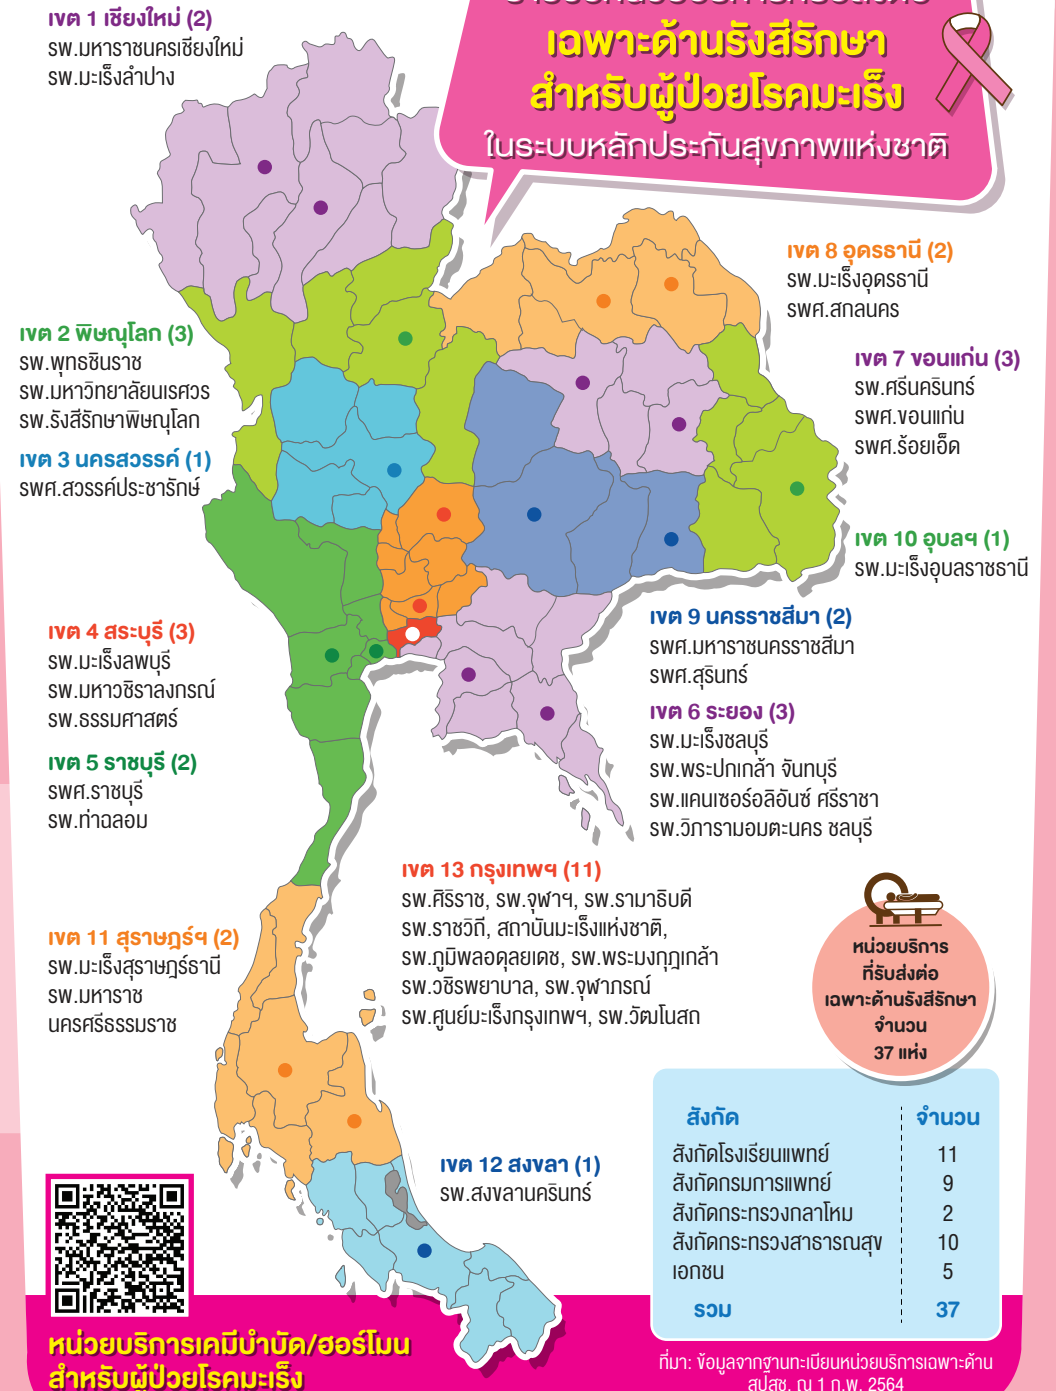 เฉพาะด้านรังสีรักษา
สำหรับผู้ป่วยโรคมะเร็ง
ในระบบหลักประกันสุขภาพแห่งชาติ
เขต 1 เชียงใหม่ (2)
รพ.มหาราชนครเชียงใหม่
รพ.มะเร็งลำปาง
เขต 8 อุดรธานี (2)
รพ.มะเร็งอุดรธานี
รพศ.สกลนคร
เขต 2 พิษณุโลก (3)
รพ.พุทธชินราช
รพ.มหาวิทยาลัยนเรศวร
รพ.รังสีรักษาพิษณุโลก
เขต 7 ขอนแก่น (3)
รพ.ศรีนครินทร์
รพศ.ขอนแก่น
รพศ.ร้อยเอ็ด
เขต 3 นครสวรรค์ (1)
รพศ.สวรรค์ประชารักษ์
เขต 10 อุบลฯ (1)
รพ.มะเร็งอุบลราชธานี
เขต 4 สระบุรี (3)
รพ.มะเร็งลพบุรี
รพ.มหาวชิราลงกรณ์
รพ.ธรรมศาสตร์
เขต 9 นครราชสีมา (2)
รพศ.มหาราชนครราชสีมา
รพศ.สุรินทร์
เขต 6 ระยอง (3)
รพ.มะเร็งชลบุรี
รพ.พระปกเกล้า จันทบุรี
รพ.แคนเซอร์อลิอันซ์ ศรีราชา
รพ.วิภารามอมตะนคร ชลบุรี
เขต 5 ราชบุรี (2)
รพศ.ราชบุรี
รพ.ท่าฉลอม
เขต 13 กรุงเทพฯ (11)
รพ.ศิริราช, รพ.จุฬาฯ, รพ.รามาธิบดี
รพ.ราชวิถี, สถาบันมะเร็งแห่งชาติ,
รพ.ภูมิพลอดุลยเดช, รพ.พระมงกุฎเกล้า
รพ.วชิรพยาบาล, รพ.จุฬาภรณ์
รพ.ศูนย์มะเร็งกรุงเทพฯ, รพ.วัฒโนสถ
เขต 11 สุราษฎร์ฯ (2)
รพ.มะเร็งสุราษฎร์ธานี
รพ.มหาราช
นครศรีธรรมราช
หน่วยบริการ
ที่รับส่งต่อ
เฉพาะด้านรังสีรักษา
จำนวน
37 แห่ง
เขต 12 สงขลา (1)
รพ.สงขลานครินทร์
สังกัด จำนวน
สังกัดโรงเรียนแพทย์ 11
สังกัดกรมการแพทย์ 9
สังกัดกระทรวงกลาโหม 2
สังกัดกระทรวงสาธารณสุข 10
เอกชน 5
รวม 37
หน่วยบริการเคมีบำบัด/ฮอร์โมน
สำหรับผู้ป่วยโรคมะเร็ง
ที่มา: ข้อมูลจากฐานทะเบียนหน่วยบริการเฉพาะด้าน
สปสช. ณ 1 ก.พ. 2564